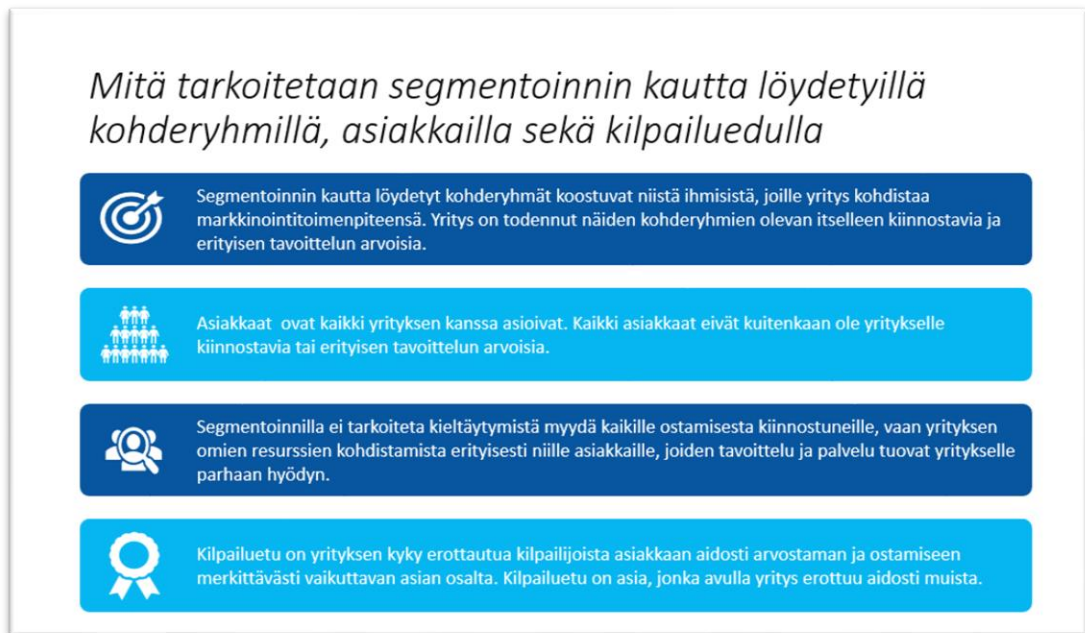 Mitä tarkoitetaan segmentoinnin kautta löydetyillä
kohderyhmillä, asiakkailla sekä kilpailuedulla
Segmentoinnin kautta löydetyt kohderyhmät koostuvat niistä ihmisistä, joille yritys kohdistaa
markkinointitoimenpiteensä. Yritys on todennut näiden kohderyhmien olevan itselleen kiinnostavia ja
erityisen tavoittelun arvoisia.
Asiakkaat ovat kaikki yrityksen kanssa asioivat. Kaikki asiakkaat eivät kuitenkaan ole yritykselle
kiinnostavia tai erityisen tavoittelun arvoisia.
Segmentoinnilla ei tarkoiteta kieltäytymistä myydä kaikille ostamisesta kiinnostuneille, vaan yrityksen
omien resurssien kohdistamista erityisesti niille asiakkaille, joiden tavoittelu ja palvelu tuovat yritykselle
parhaan hyödyn.
Kilpailuetu on yrityksen kyky erottautua kilpailijoista asiakkaan aidosti arvostaman ja ostamiseen
merkittävästi vaikuttavan asian osalta. Kilpailuetu on asia, jonka avulla yritys erottuu aidosti muista.